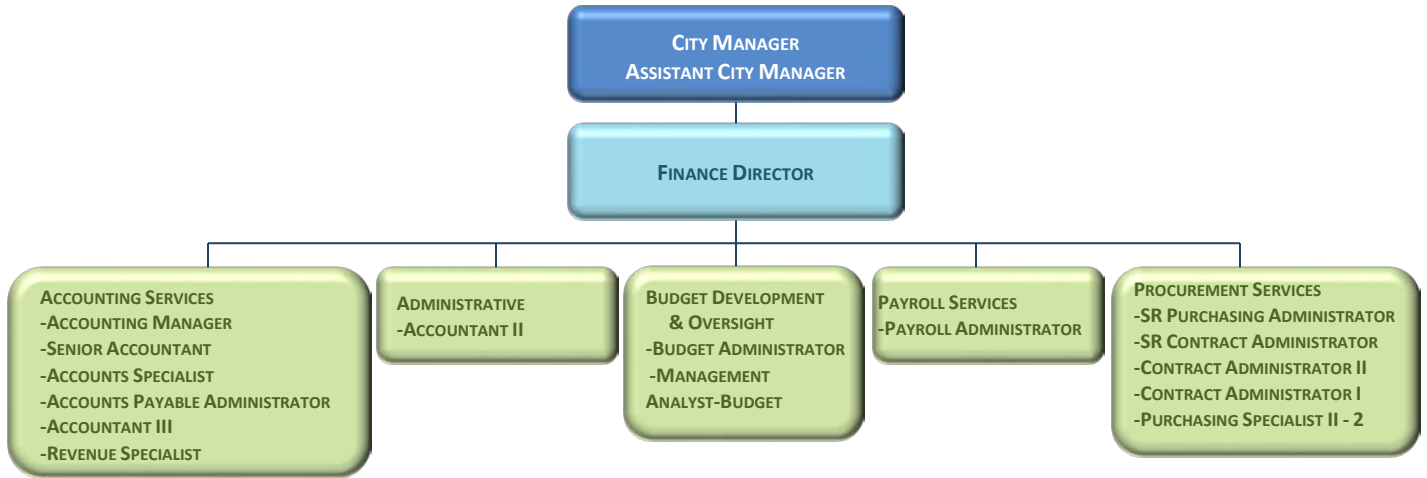 CITY MANAGER
ASSISTANT CITY MANAGER
FINANCE DIRECTOR
ACCOUNTING SERVICES
-ACCOUNTING MANAGER
-SENIOR ACCOUNTANT
-ACCOUNTS SPECIALIST
-ACCOUNTS PAYABLE ADMINISTRATOR
-ACCOUNTANT III
-REVENUE SPECIALIST
ADMINISTRATIVE
-ACCOUNTANT II
BUDGET DEVELOPMENT
& OVERSIGHT
-BUDGET ADMINISTRATOR
-MANAGEMENT
ANALYST-BUDGET
PAYROLL SERVICES
-PAYROLL ADMINISTRATOR
PROCUREMENT SERVICES
-SR PURCHASING ADMINISTRATOR
-SR CONTRACT ADMINISTRATOR
-CONTRACT ADMINISTRATOR II
-CONTRACT ADMINISTRATOR I
-PURCHASING SPECIALIST II - 2